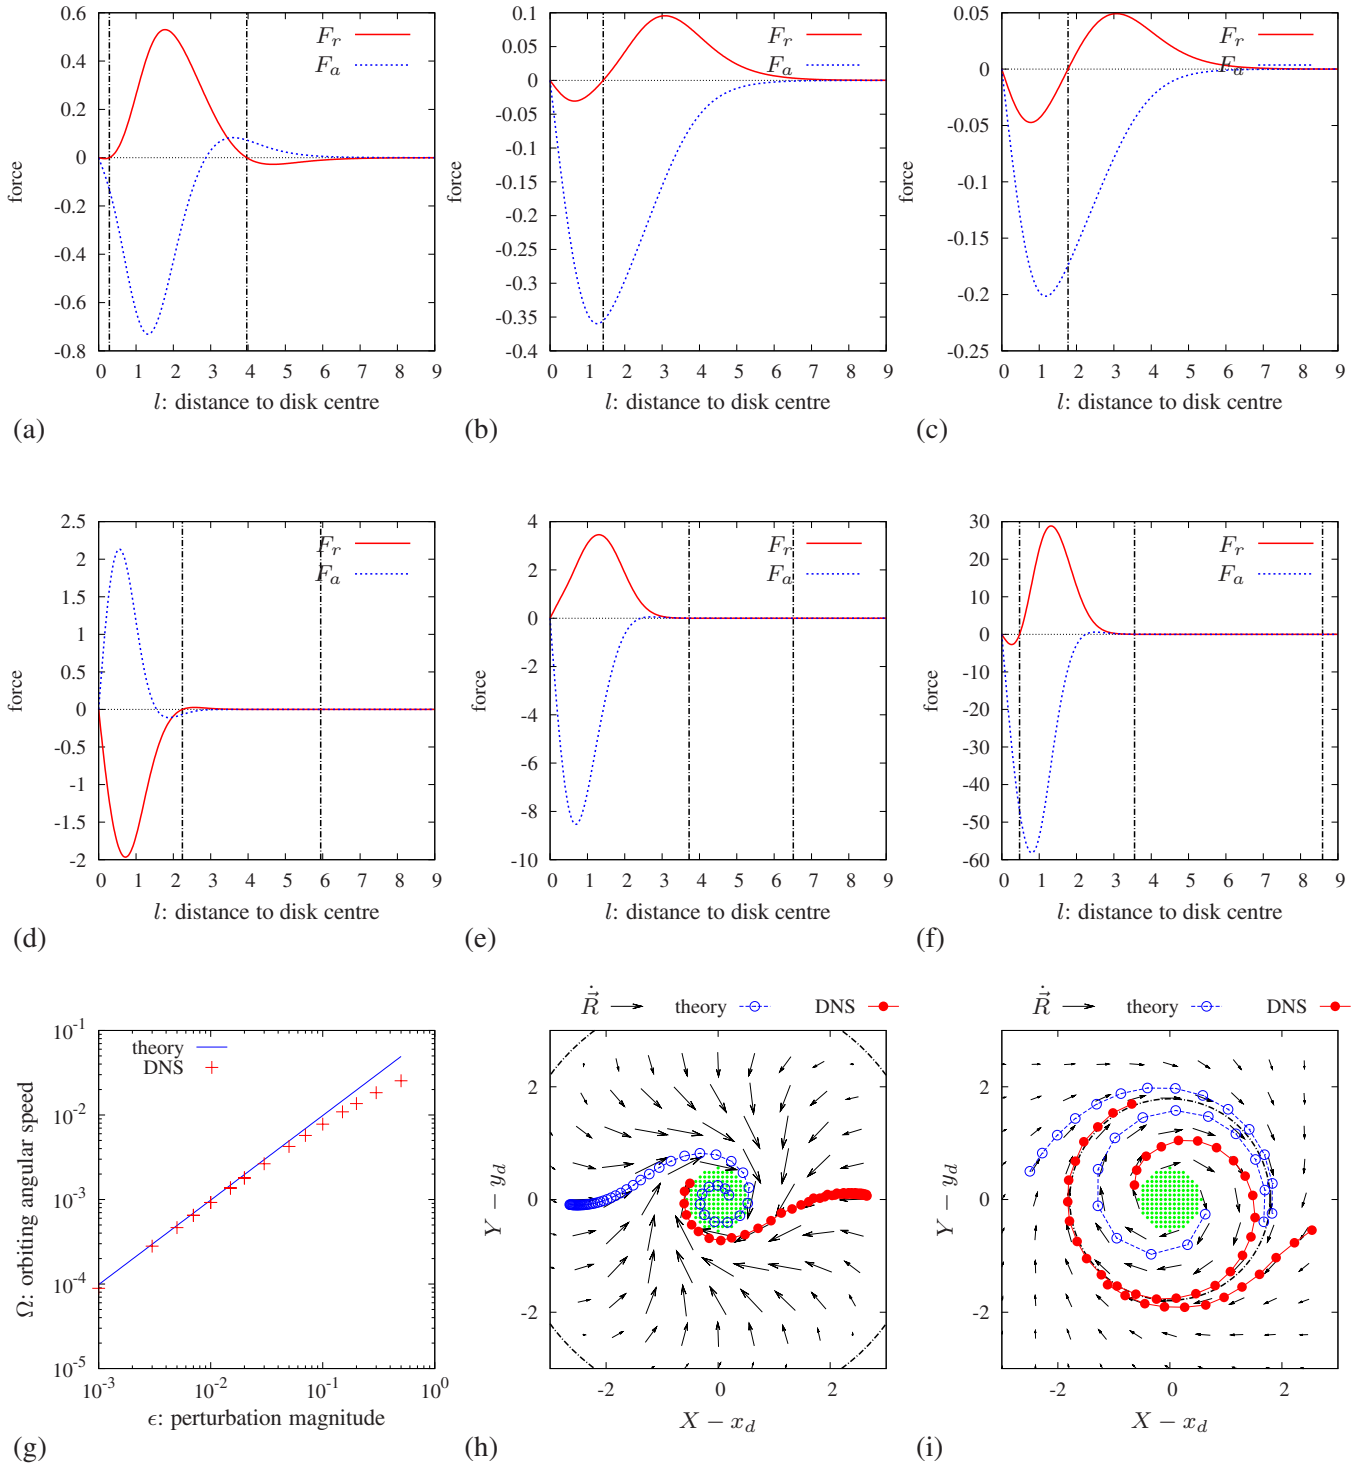 0.6
0.4
0.2
0
-0.2
-0.4
-0.6
-0.8
force
F_r
F_a
0 1 2 3 4 5 6 7 8 9
l: distance to disk centre
(a)
0.1
0.05
0
-0.05
-0.1
-0.15
-0.2
-0.25
-0.3
-0.35
-0.4
force
F_r
F_a
0 1 2 3 4 5 6 7 8 9
l: distance to disk centre
(b)
0.05
0
-0.05
-0.1
-0.15
-0.2
-0.25
force
F_r
F_a
0 1 2 3 4 5 6 7 8 9
l: distance to disk centre
(c)
2.5
2
1.5
1
0.5
0
-0.5
-1
-1.5
-2
force
F_r
F_a
0 1 2 3 4 5 6 7 8 9
l: distance to disk centre
(d)
4
2
0
-2
-4
-6
-8
-10
force
F_r
F_a
0 1 2 3 4 5 6 7 8 9
l: distance to disk centre
(e)
30
20
10
0
-10
-20
-30
-40
-50
-60
force
F_r
F_a
0 1 2 3 4 5 6 7 8 9
l: distance to disk centre
(f)
10^-1
10^-2
10^-3
10^-4
10^-5
Ω: orbiting angular speed
theory
DNS
10^-3 10^-2 10^-1 10^0
ϵ: perturbation magnitude
(g)
\dot{\vec{R}} theory DNS
2
0
-2
Y − y_d
-2 0 2
X − x_d
(h)
\dot{\vec{R}} theory DNS
2
0
-2
Y − y_d
-2 0 2
X − x_d
(i)